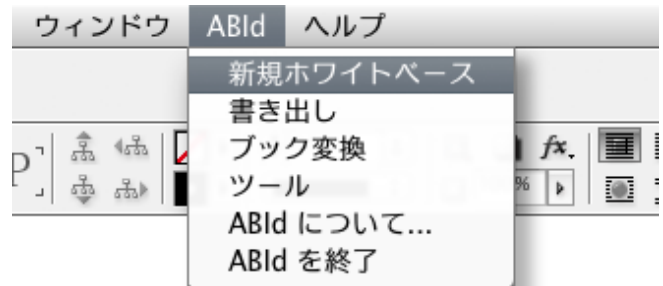 ウィンドウ ABId ヘルプ
新規ホワイトベース
書き出し
ブック変換
ツール
ABId について...
ABId を終了
P
fx.
%